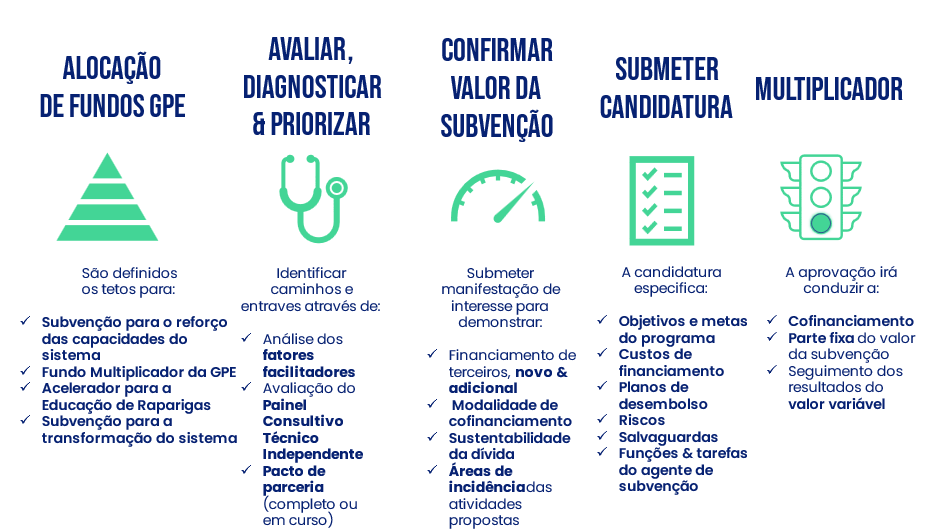 ALOCAÇÃO
DE FUNDOS GPE
São definidos
os tetos para:
✓ Subvenção para o reforço
das capacidades do
sistema
✓ Fundo Multiplicador da GPE
✓ Acelerador para a
Educação de Raparigas
✓ Subvenção para a
transformação do sistema
AVALIAR,
DIAGNOSTICAR
& PRIORIZAR
Identificar
caminhos e
entraves através de:
✓ Análise dos
fatores
facilitadores
✓ Avaliação do
Painel
Consultivo
Técnico
Independente
✓ Pacto de
parceria
(completo ou
em curso)
CONFIRMAR
VALOR DA
SUBVENÇÃO
Submeter
manifestação de
interesse para
demonstrar:
✓ Financiamento de
terceiros, novo &
adicional
✓ Modalidade de
cofinanciamento
✓ Sustentabilidade
da dívida
✓ Áreas de
incidênciadas
atividades
propostas
SUBMETER
CANDIDATURA
A candidatura
especifica:
✓ Objetivos e metas
do programa
✓ Custos de
financiamento
✓ Planos de
desembolso
✓ Riscos
✓ Salvaguardas
✓ Funções & tarefas
do agente de
subvenção
MULTIPLICADOR
A aprovação irá
conduzir a:
✓ Cofinanciamento
✓ Parte fixa do valor
da subvenção
✓ Seguimento dos
resultados do
valor variável